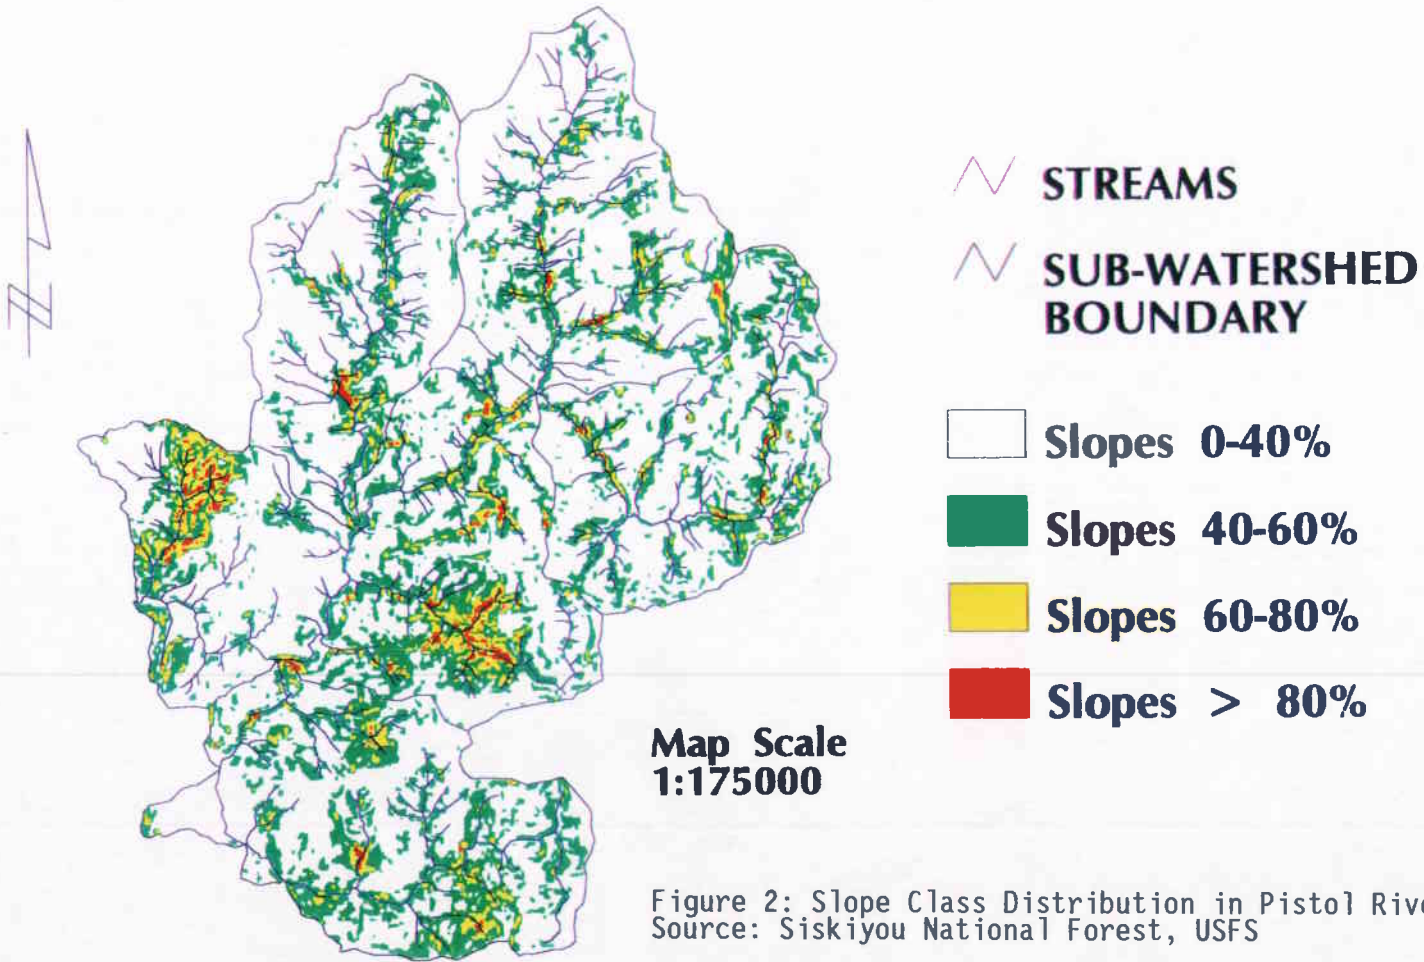 STREAMS
SUB-WATERSHED
BOUNDARY
Slopes 0-40%
Slopes 40-60%
Slopes 60-80%
Slopes > 80%
Map Scale
1:175000
Figure 2: Slope Class Distribution in Pistol Rive
Source: Siskiyou National Forest, USFS